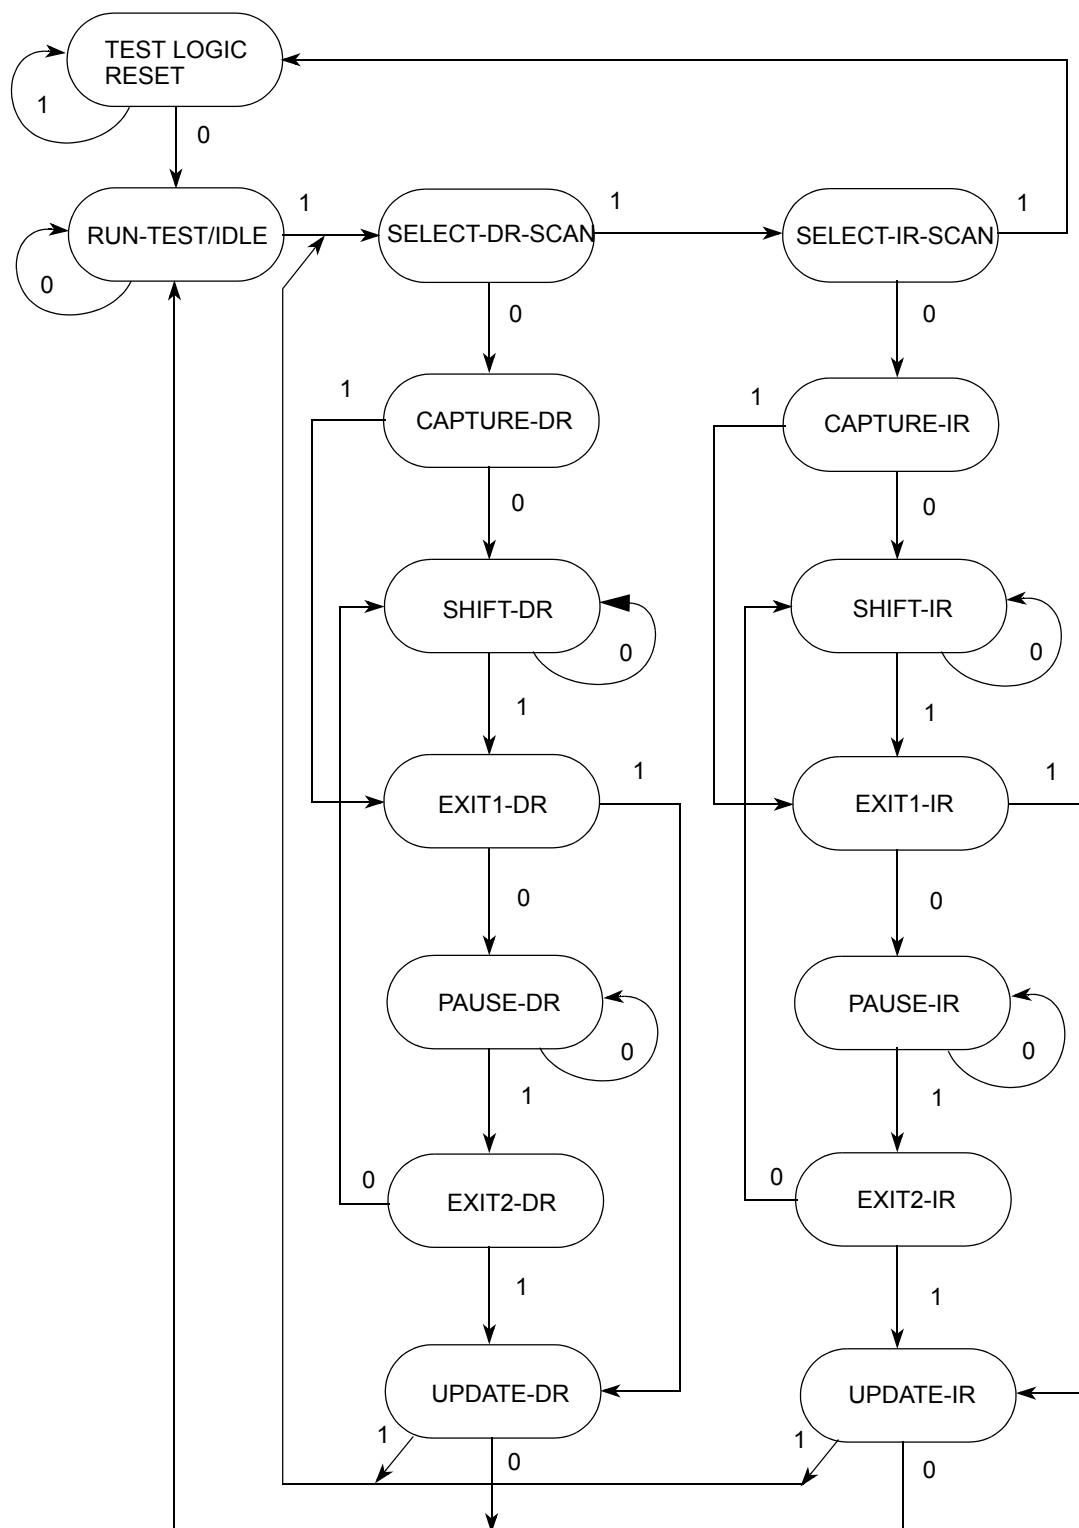 TEST LOGIC
RESET
1
0
1
1
1
RUN-TEST/IDLE
SELECT-DR-SCAN
SELECT-IR-SCAN
0
0
0
1
1
CAPTURE-DR
CAPTURE-IR
0
0
SHIFT-DR
SHIFT-IR
0
0
1
1
1
1
EXIT1-DR
EXIT1-IR
0
0
PAUSE-DR
PAUSE-IR
0
0
1
1
0
0
EXIT2-DR
EXIT2-IR
1
1
UPDATE-DR
UPDATE-IR
1
1
0
0